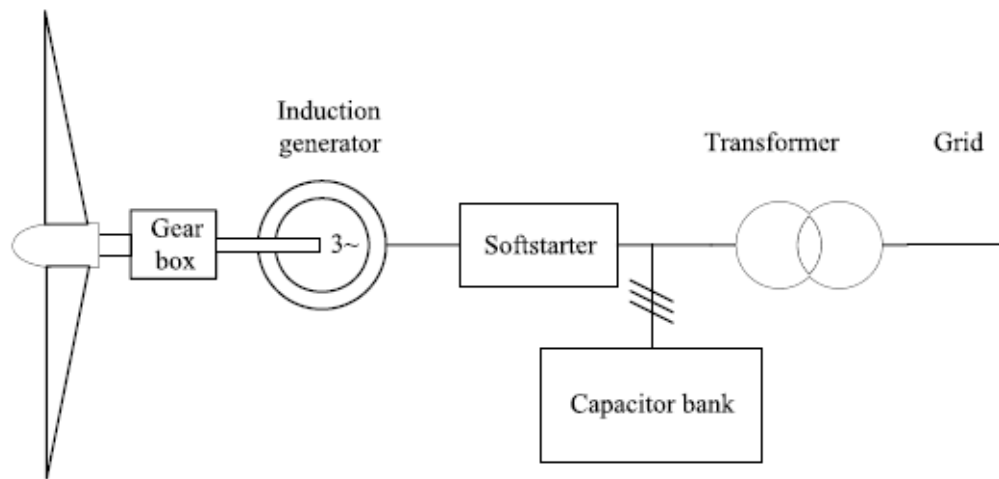 Induction
generator
Transformer
Grid
Gear
box
3~
Softstarter
Capacitor bank